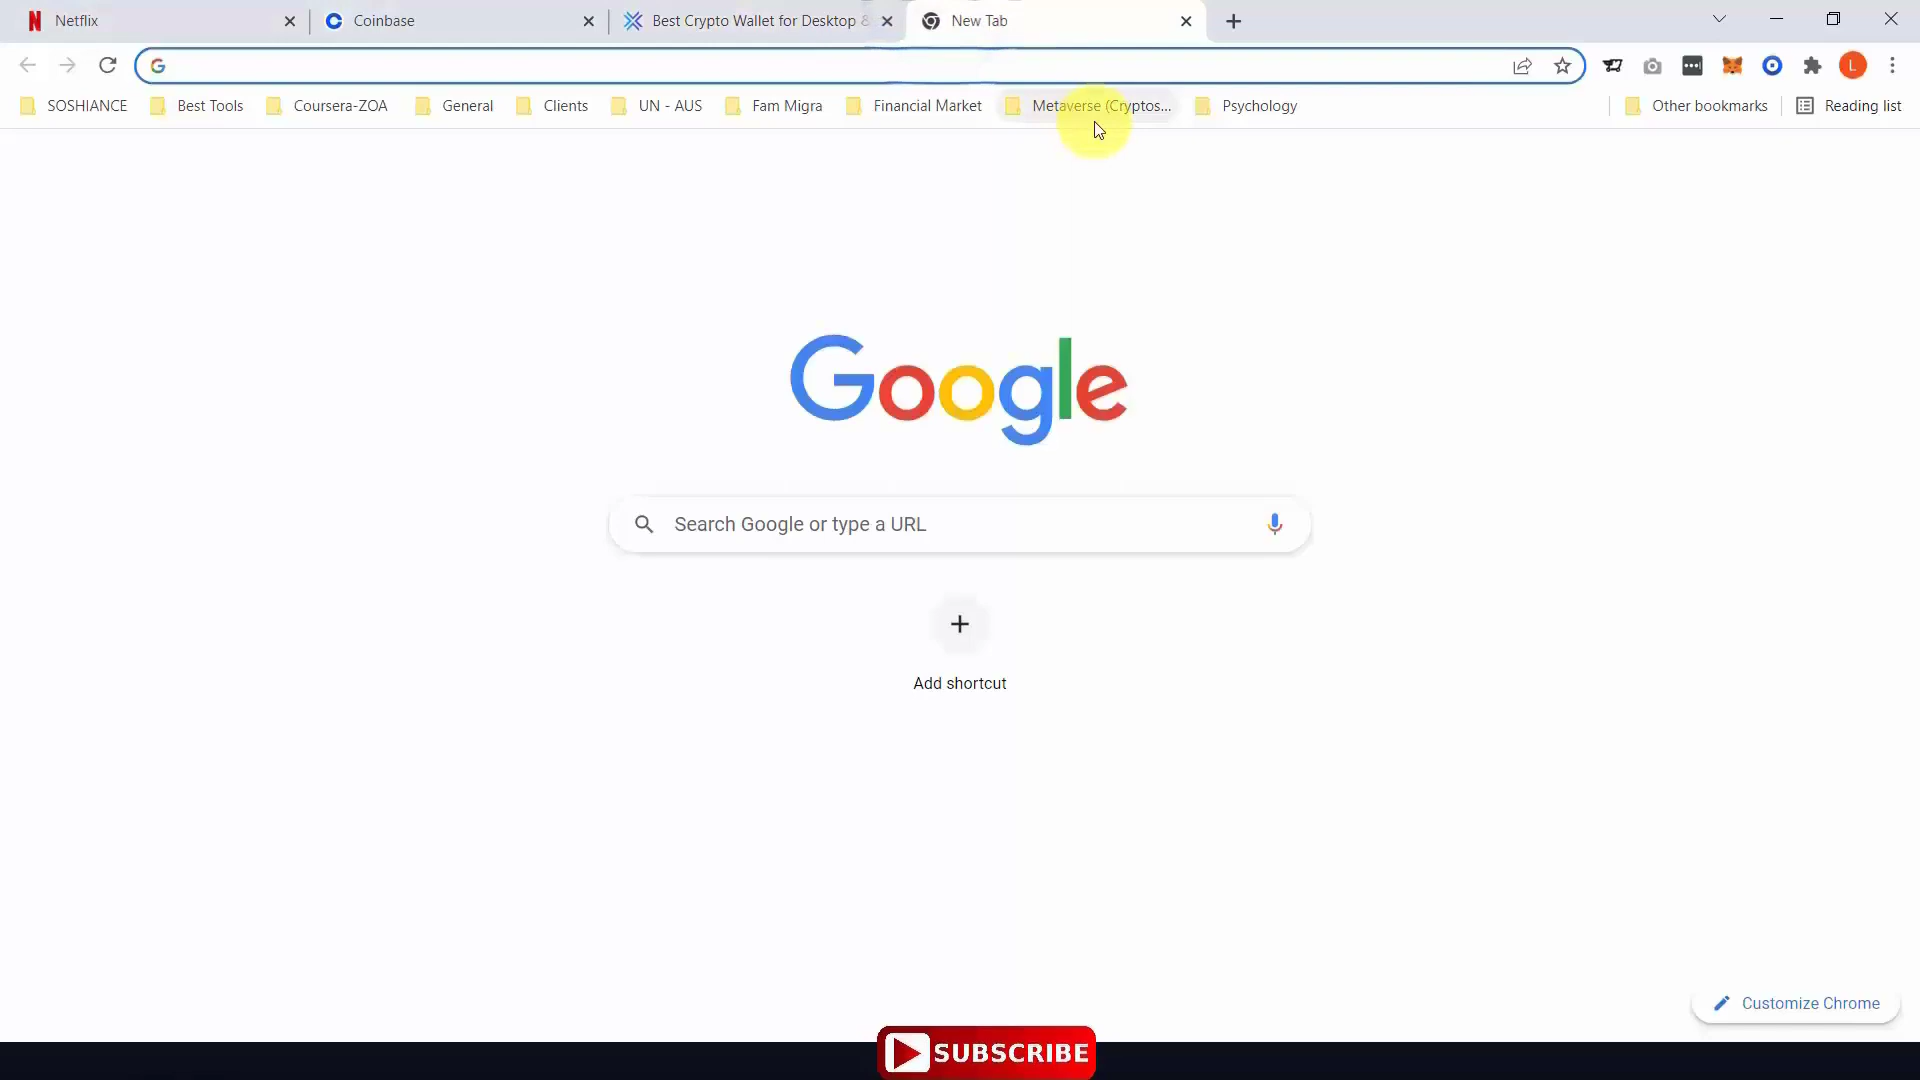 Netflix
Coinbase
Best Crypto Wallet for Desktop &
New Tab
SOSHIANCE
Best Tools
Coursera-ZOA
General
Clients
UN - AUS
Fam Migra
Financial Market
Metaverse (Cryptos...
Psychology
Other bookmarks
Reading list
L
Google
Search Google or type a URL
Add shortcut
Customize Chrome
SUBSCRIBE